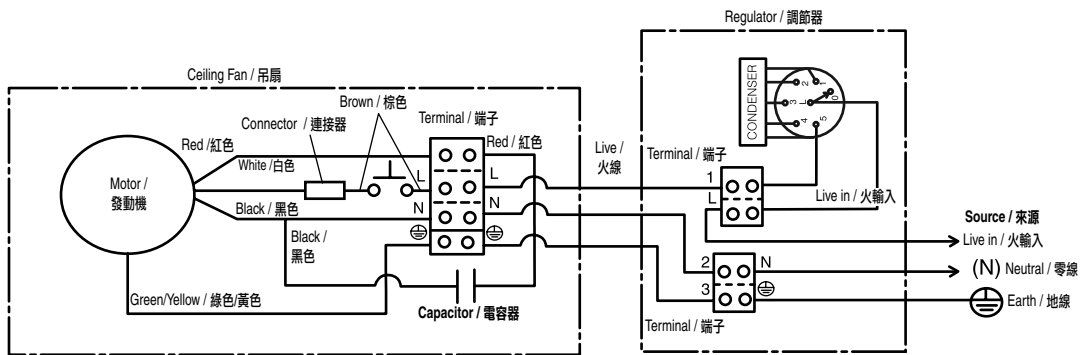 Regulator / 調節器
Ceiling Fan / 吊扇
Brown / 棕色
Connector / 連接器
Terminal / 端子
Red /紅色
White /白色
Red / 紅色
Live /
火線
CONDENSER
2
1
3
L
0
4
5
Terminal / 端子
Motor /
發動機
L
L
1
L
Live in / 火輸入
Black / 黑色
N
N
Source / 來源
Live in / 火輸入
Black /
黑色
2
N
(N) Neutral / 零線
3
Green/Yellow / 綠色/黃色
Capacitor / 電容器
Earth / 地線
Terminal / 端子